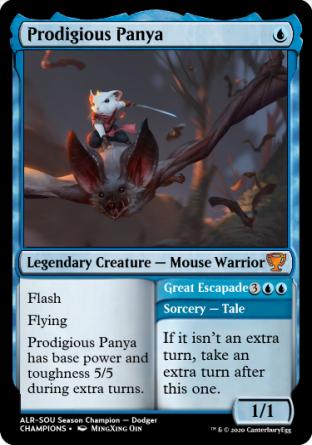 Prodigious Panya
Legendary Creature — Mouse Warrior
Flash
Flying
Prodigious Panya
has base power and
toughness 5/5
during extra turns.
Great Escapade 3
Sorcery — Tale
If it isn't an extra
turn, take an
extra turn after
this one.
1/1
ALR-SOU Season Champion — Dodger
CHAMPIONS • MingXing Qin
™ & © 2020 CanterburyEgg